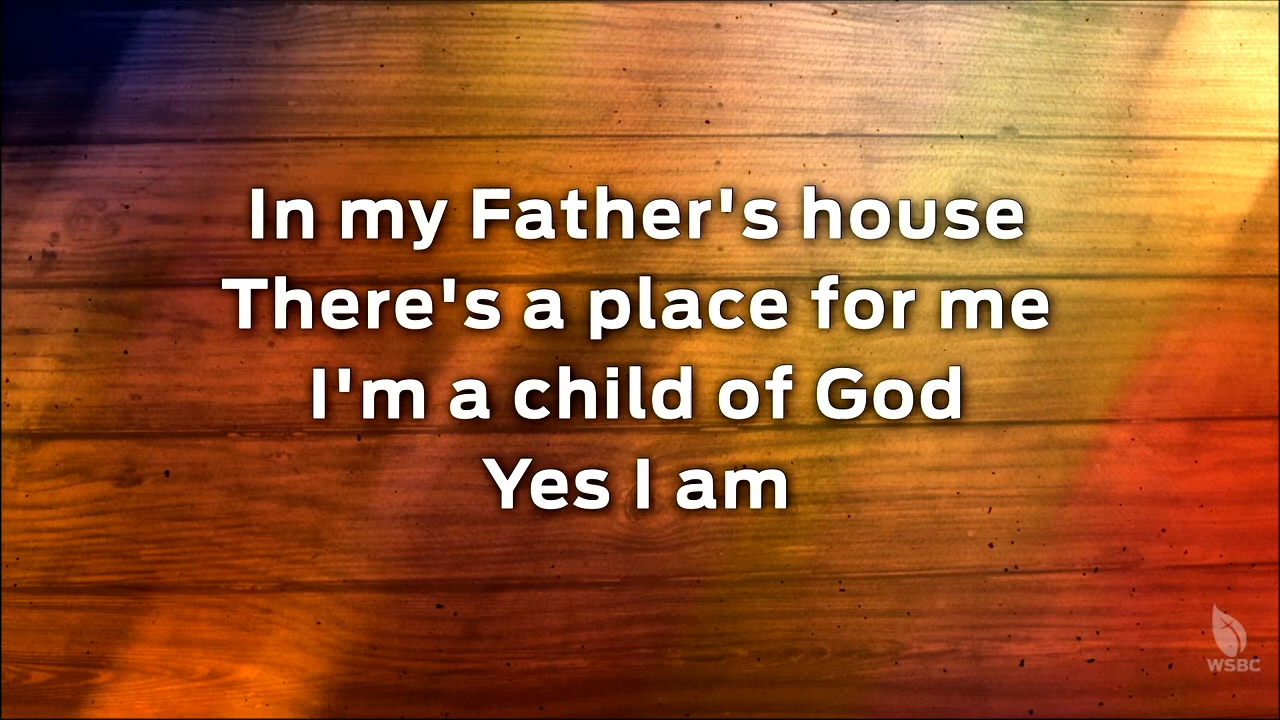 In my Father's house
There's a place for me
I'm a child of God
Yes I am
WSBC